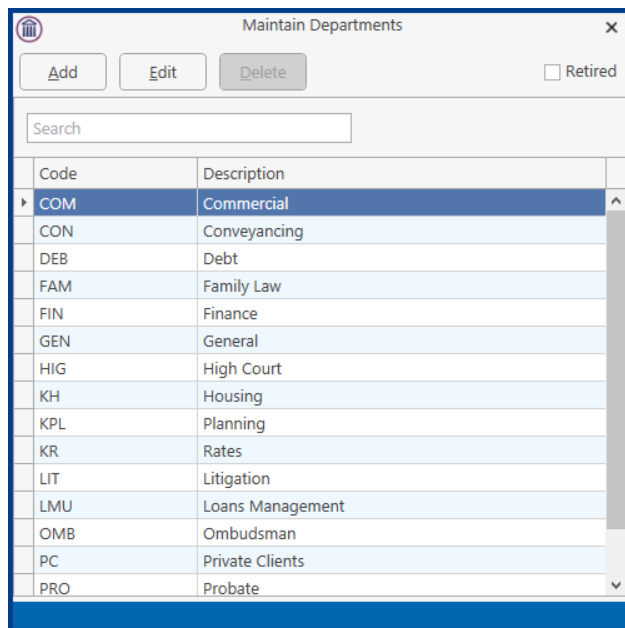 Maintain Departments
Add Edit Delete Retired
Search
Code Description
COM Commercial
CON Conveyancing
DEB Debt
FAM Family Law
FIN Finance
GEN General
HIG High Court
KH Housing
KPL Planning
KR Rates
LIT Litigation
LMU Loans Management
OMB Ombudsman
PC Private Clients
PRO Probate